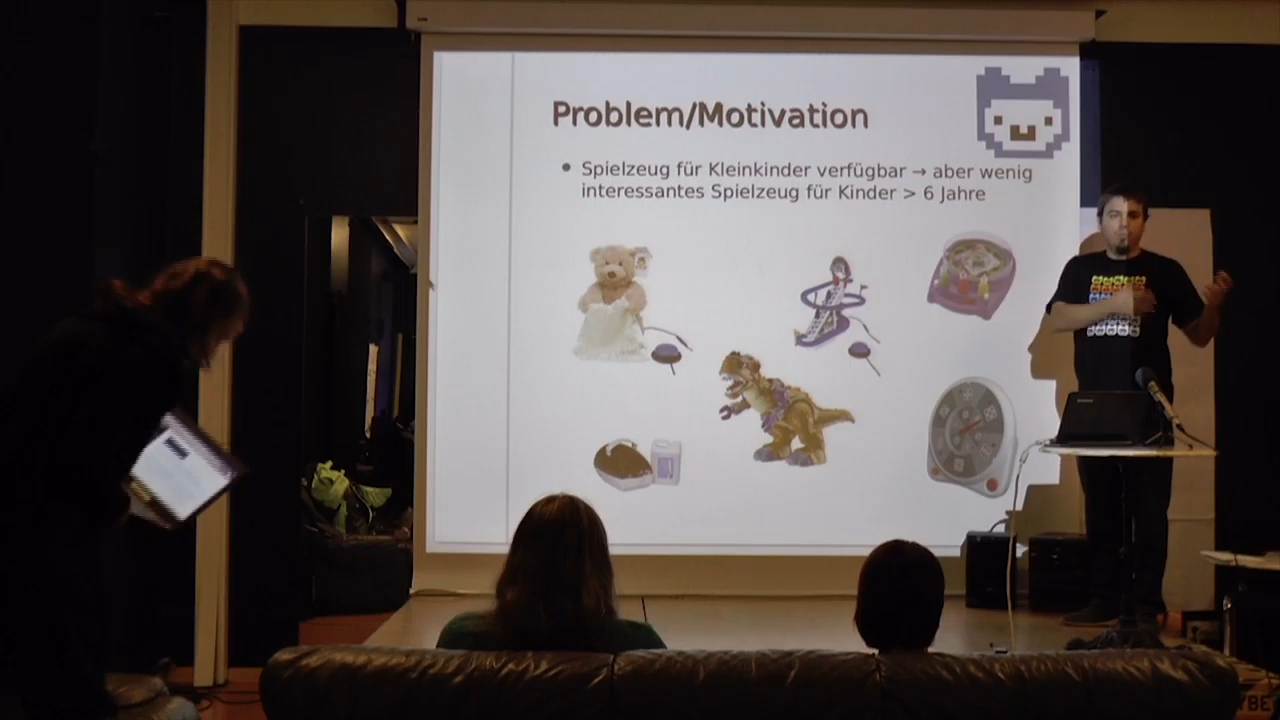 Problem/Motivation
• Spielzeug für Kleinkinder verfügbar → aber wenig
interessantes Spielzeug für Kinder > 6 Jahre